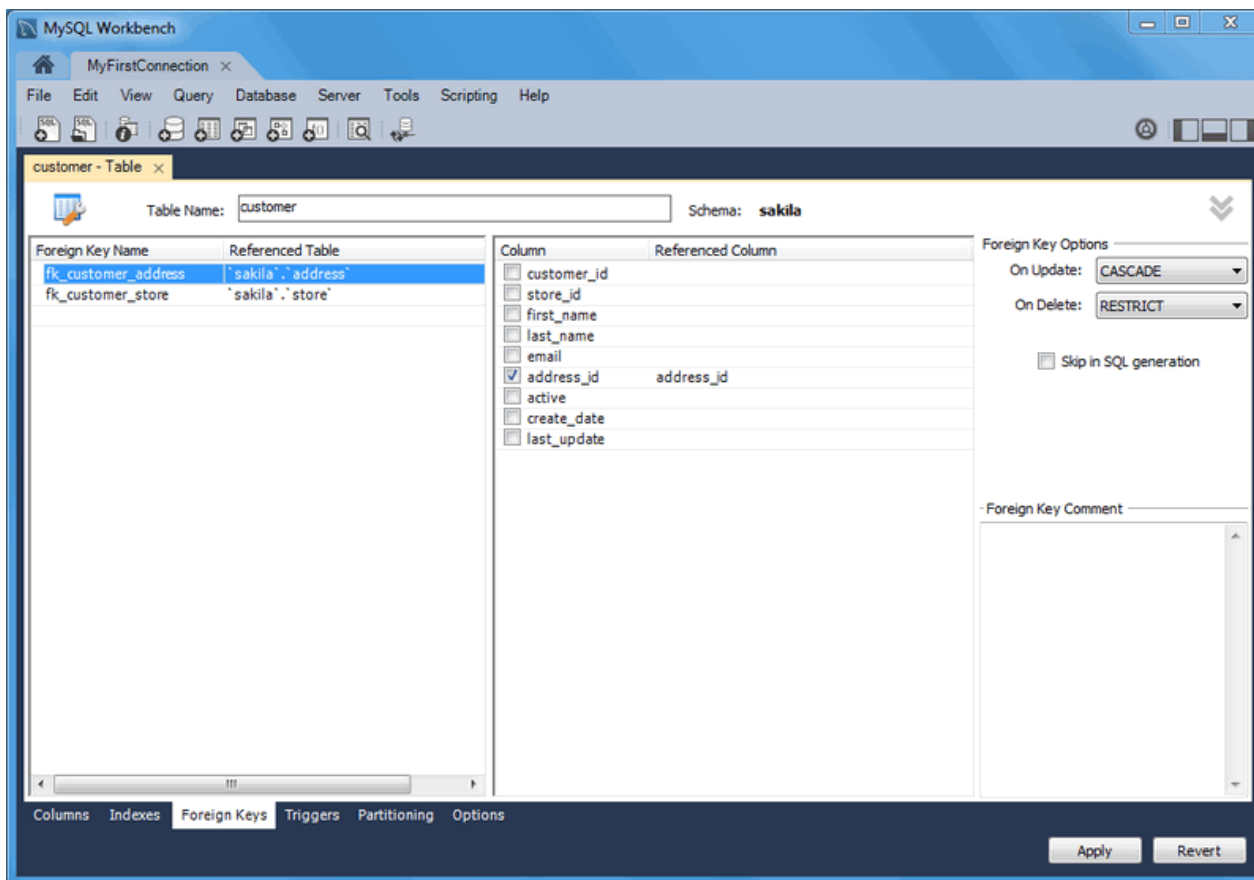 MySQL Workbench
MyFirstConnection
File Edit View Query Database Server Tools Scripting Help
customer - Table
Table Name: customer Schema: sakila
Foreign Key Name Referenced Table
fk_customer_address `sakila`.`address`
fk_customer_store `sakila`.`store`
Column Referenced Column
customer_id
store_id
first_name
last_name
email
address_id address_id
active
create_date
last_update
Foreign Key Options
On Update: CASCADE
On Delete: RESTRICT
Skip in SQL generation
Foreign Key Comment
Columns Indexes Foreign Keys Triggers Partitioning Options
Apply Revert